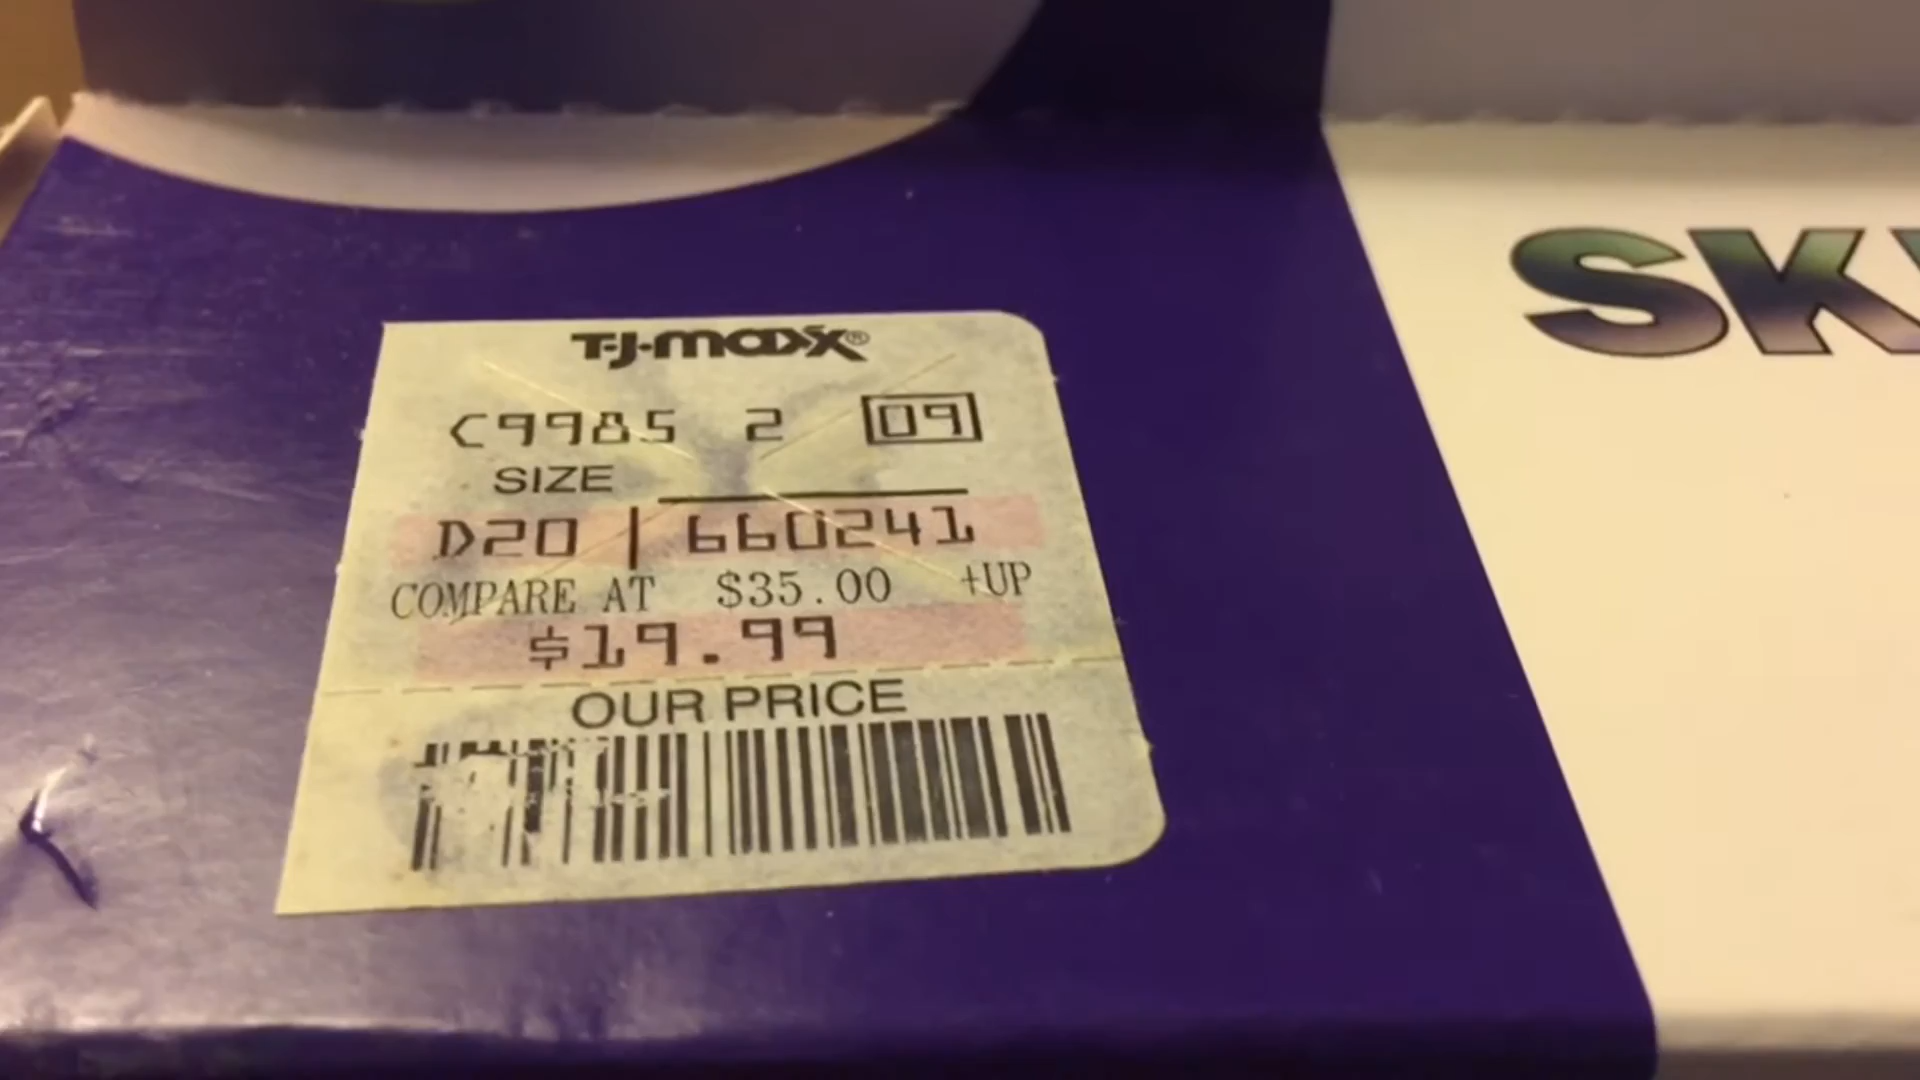 T·J·maxx®
C9985 2 09
SIZE
D20 | 660241
COMPARE AT $35.00 +UP
$19.99
OUR PRICE
SK